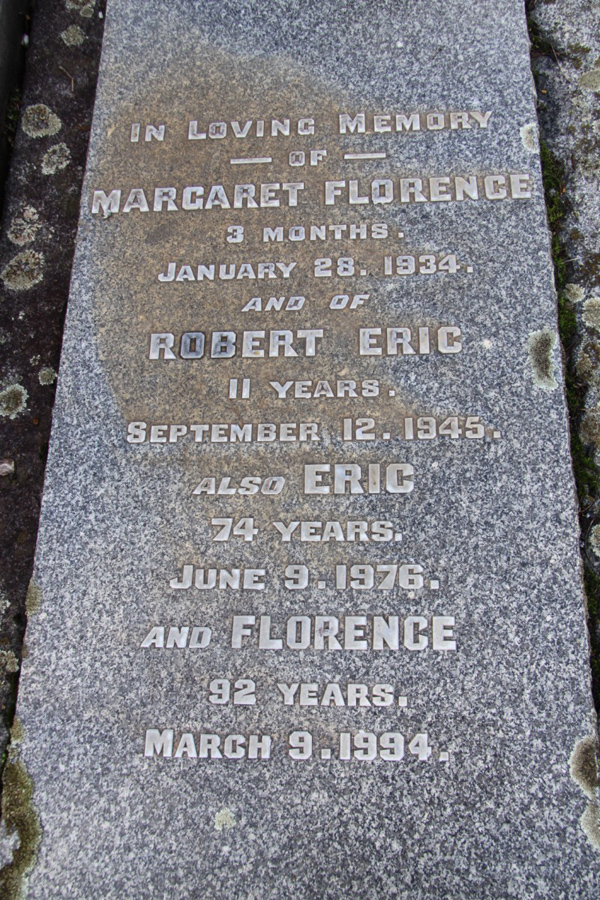 IN LOVING MEMORY
— OF —
MARGARET FLORENCE
3 MONTHS.
JANUARY 28. 1934.
AND OF
ROBERT ERIC
11 YEARS.
SEPTEMBER 12. 1945.
ALSO ERIC
74 YEARS.
JUNE 9. 1976.
AND FLORENCE
92 YEARS.
MARCH 9. 1994.